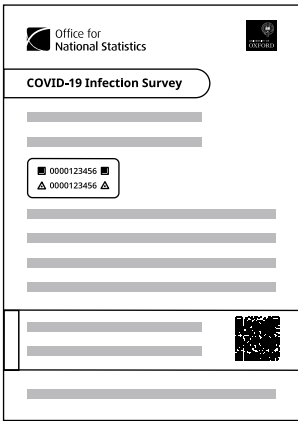 Office for
National Statistics
UNIVERSITY OF
OXFORD
COVID-19 Infection Survey
0000123456
0000123456